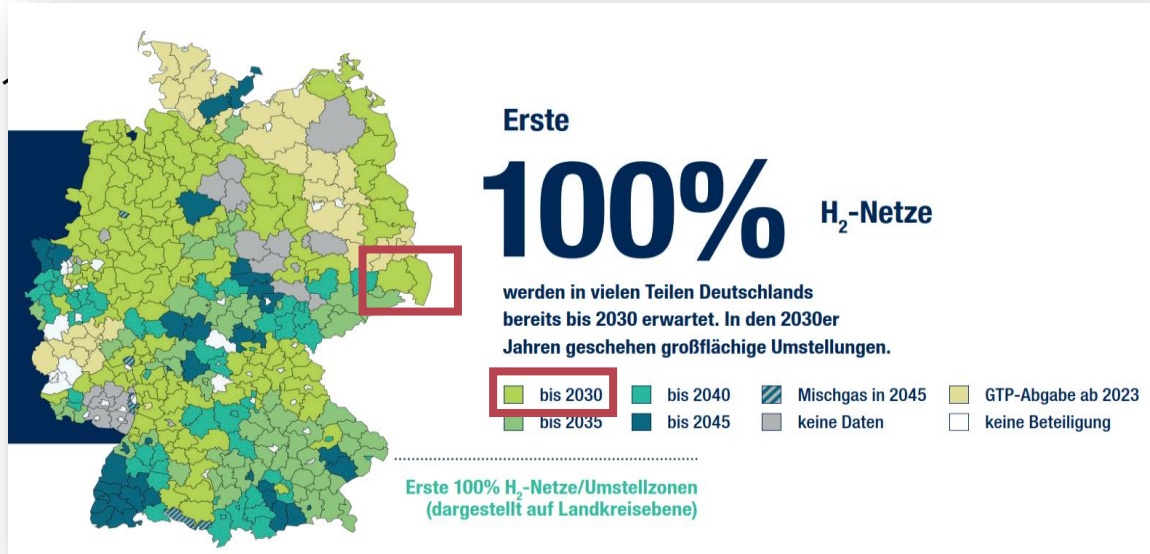 Erste
100%
H₂-Netze
werden in vielen Teilen Deutschlands
bereits bis 2030 erwartet. In den 2030er
Jahren geschehen großflächige Umstellungen.
bis 2030
bis 2040
Mischgas in 2045
GTP-Abgabe ab 2023
bis 2035
bis 2045
keine Daten
keine Beteiligung
Erste 100% H₂-Netze/Umstellzonen
(dargestellt auf Landkreisebene)